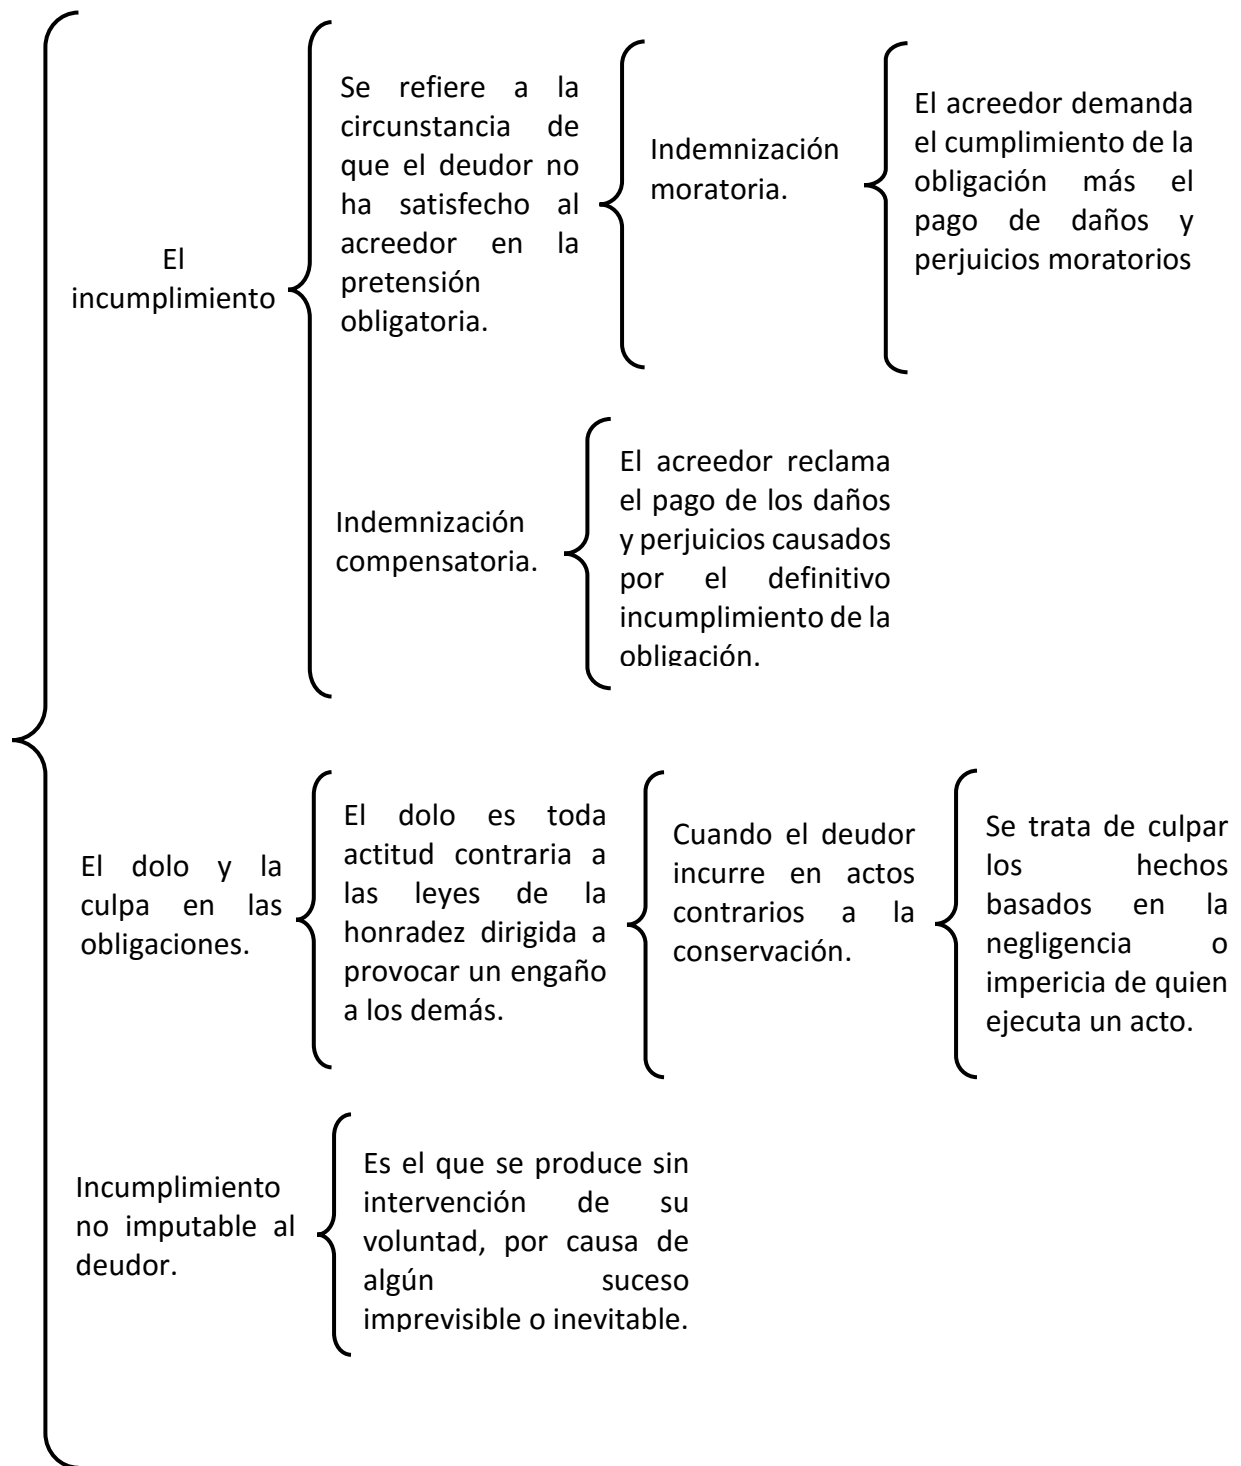 El
incumplimiento
Se refiere a la
circunstancia de
que el deudor no
ha satisfecho al
acreedor en la
pretensión
obligatoria.
Indemnización
moratoria.
El acreedor demanda
el cumplimiento de la
obligación más el
pago de daños y
perjuicios moratorios
Indemnización
compensatoria.
El acreedor reclama
el pago de los daños
y perjuicios causados
por el definitivo
incumplimiento de la
obligación.
El dolo y la
culpa en las
obligaciones.
El dolo es toda
actitud contraria a
las leyes de la
honradez dirigida a
provocar un engaño
a los demás.
Cuando el deudor
incurre en actos
contrarios a la
conservación.
Se trata de culpar
los hechos
basados en la
negligencia o
impericia de quien
ejecuta un acto.
Incumplimiento
no imputable al
deudor.
Es el que se produce sin
intervención de su
voluntad, por causa de
algún suceso
imprevisible o inevitable.